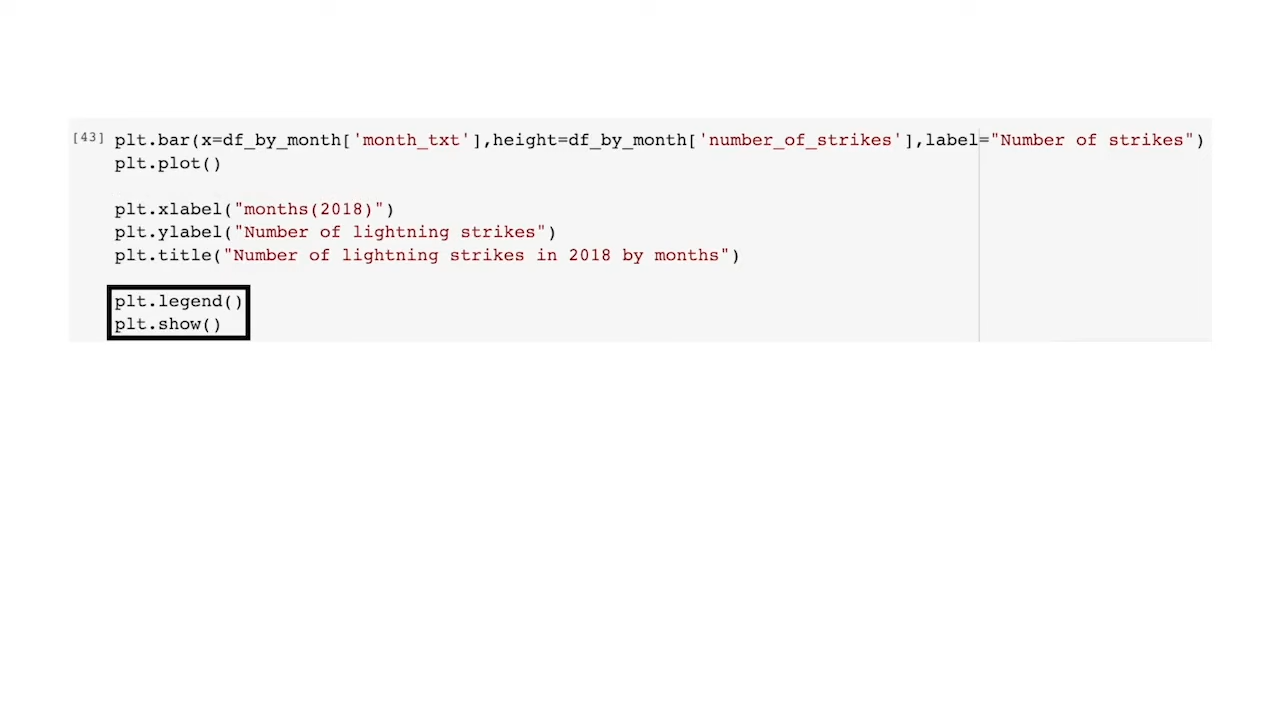 [43] plt.bar(x=df_by_month['month_txt'],height=df_by_month['number_of_strikes'],label="Number of strikes")
plt.plot()
plt.xlabel("months(2018)")
plt.ylabel("Number of lightning strikes")
plt.title("Number of lightning strikes in 2018 by months")
plt.legend()
plt.show()